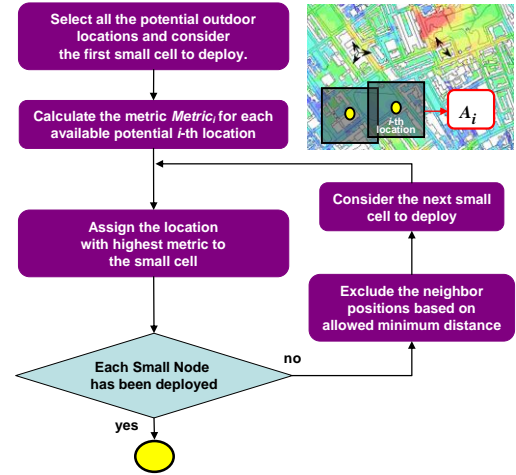 Select all the potential outdoor
locations and consider
the first small cell to deploy.
Calculate the metric Metric_i for each
available potential i-th location
i-th
location
A_i
Assign the location
with highest metric to
the small cell
Consider the next small
cell to deploy
Exclude the neighbor
positions based on
allowed minimum distance
Each Small Node
has been deployed
no
yes